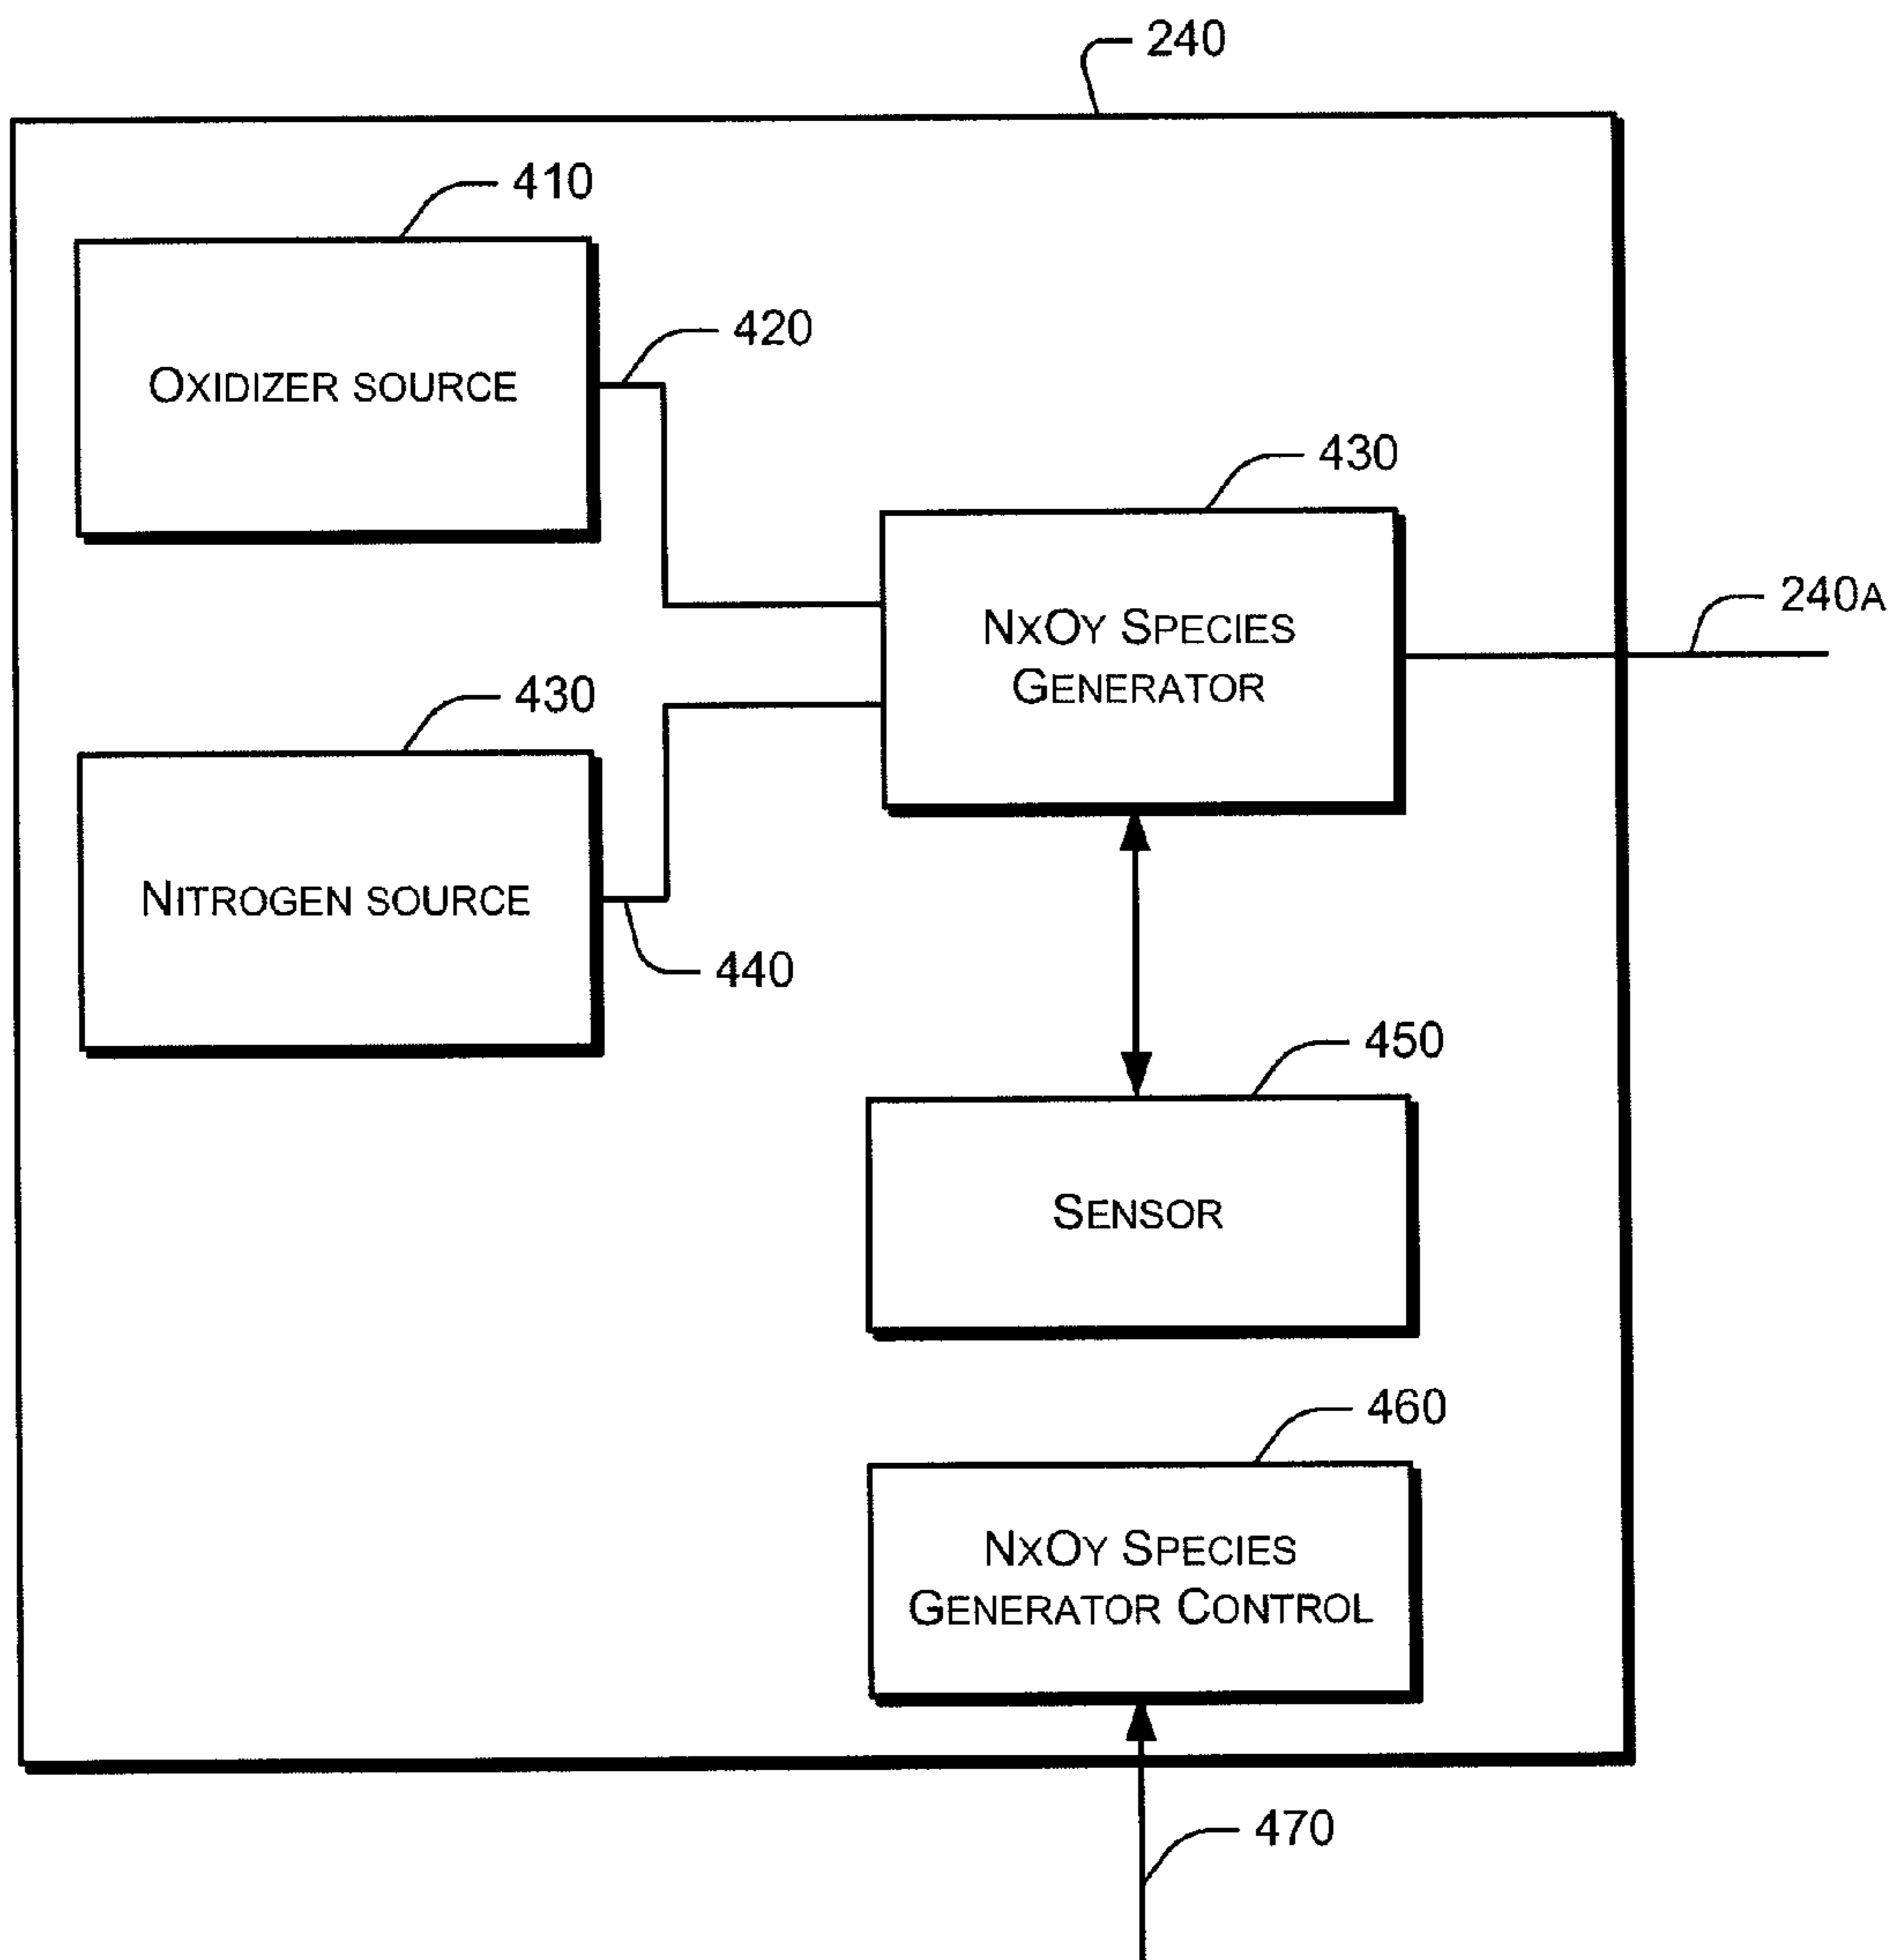 240
410
OXIDIZER SOURCE
420
430
NXOY SPECIES
GENERATOR
240A
430
NITROGEN SOURCE
440
450
SENSOR
460
NXOY SPECIES
GENERATOR CONTROL
470